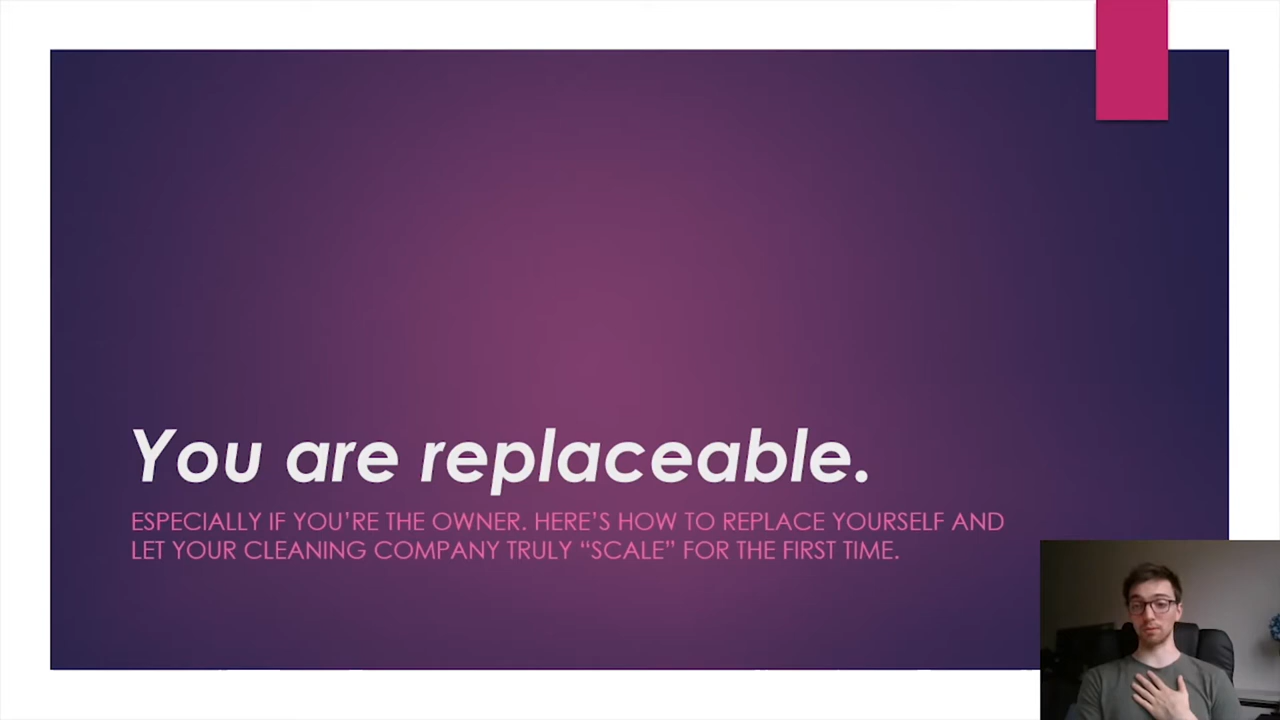 You are replaceable.
ESPECIALLY IF YOU’RE THE OWNER. HERE’S HOW TO REPLACE YOURSELF AND
LET YOUR CLEANING COMPANY TRULY “SCALE” FOR THE FIRST TIME.